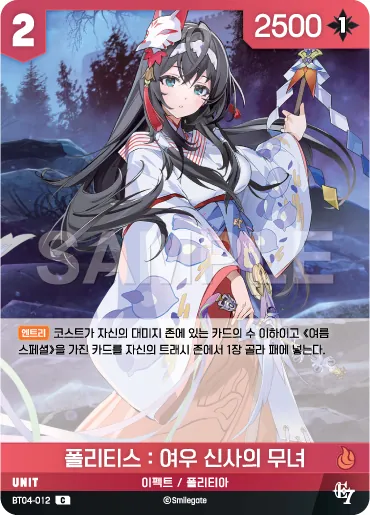 2
2500
1
SAMPLE
엔트리 코스트가 자신의 대미지 존에 있는 카드의 수 이하이고 《여름
스페셜》을 가진 카드를 자신의 트래시 존에서 1장 골라 패에 넣는다.
폴리티스 : 여우 신사의 무녀
UNIT
이펙트 / 폴리티아
BT04-012 C
©Smilegate
E7